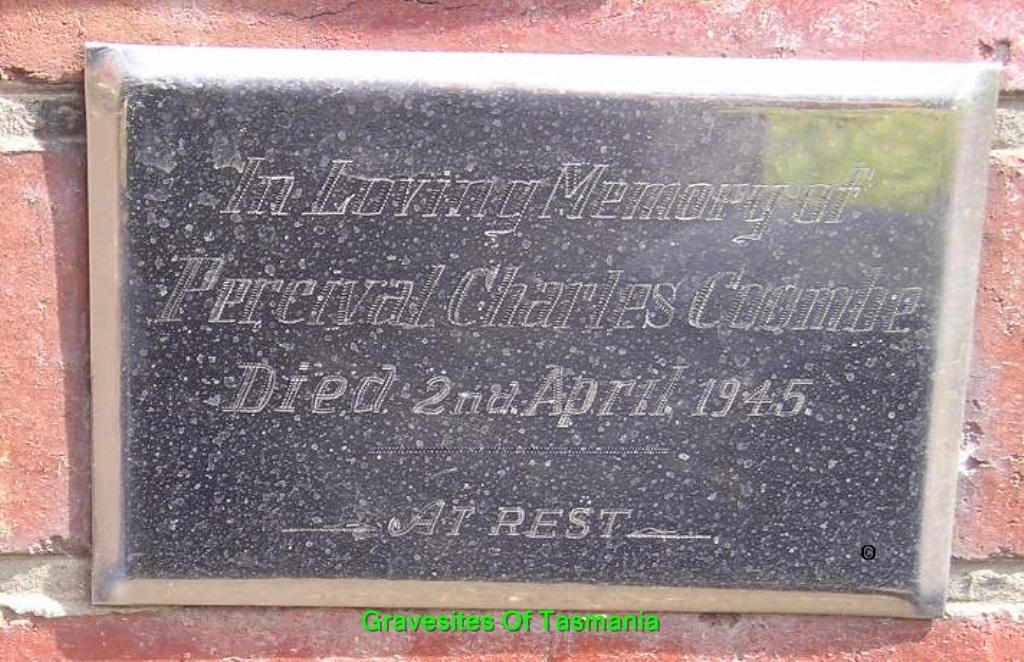 In Loving Memory of
Percival Charles Coombe
Died 2nd. April, 1945.
AT REST
©
Gravesites Of Tasmania